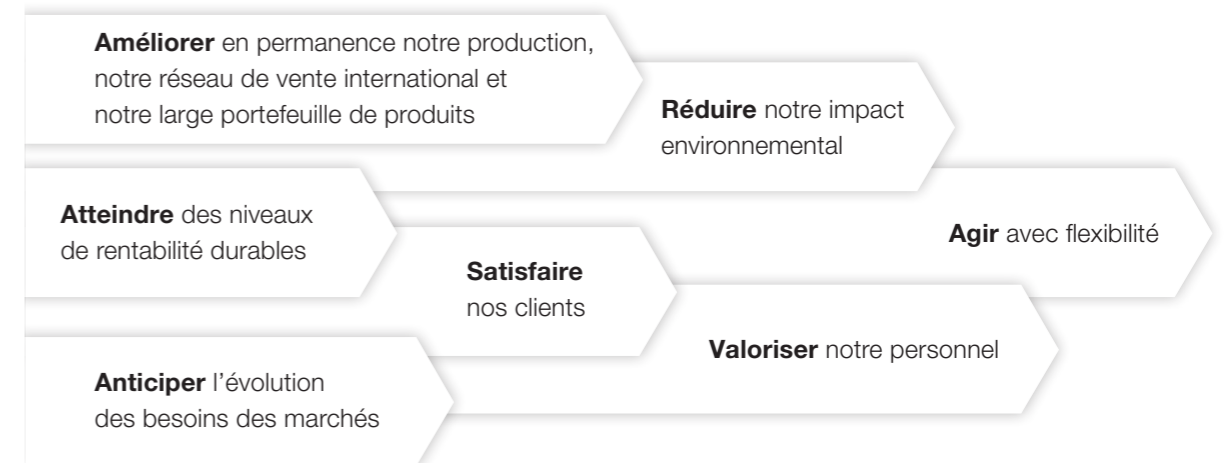 Améliorer en permanence notre production,
notre réseau de vente international et
notre large portefeuille de produits
Réduire notre impact
environnemental
Atteindre des niveaux
de rentabilité durables
Agir avec flexibilité
Satisfaire
nos clients
Valoriser notre personnel
Anticiper l’évolution
des besoins des marchés